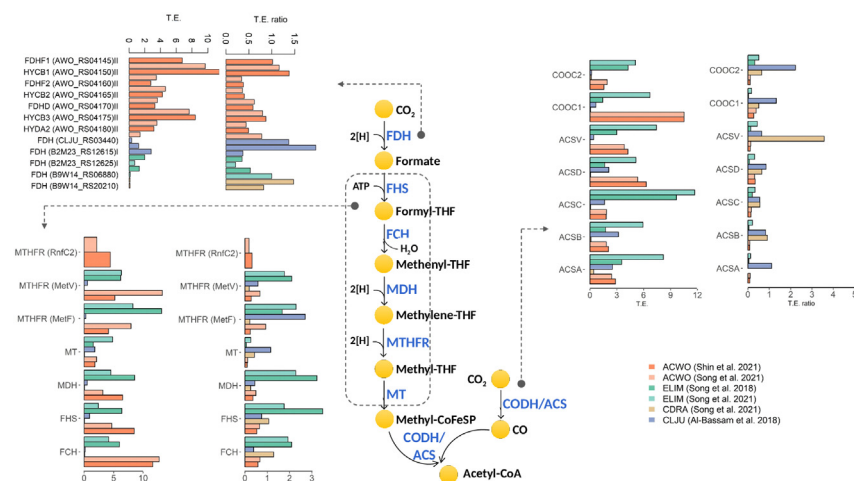 T.E.
T.E. ratio
0 2 4 6 8 10
0.0 0.5 1.0 1.5
FDHF1 (AWO_RS04145)II
HYCB1 (AWO_RS04150)II
FDHF2 (AWO_RS04160)II
HYCB2 (AWO_RS04165)II
FDHD (AWO_RS04170)II
HYCB3 (AWO_RS04175)II
HYDA2 (AWO_RS04180)II
FDH (CLJU_RS03440)
FDH (B2M23_RS12615)I
FDH (B2M23_RS12625)I
FDH (B9W14_RS06880)
FDH (B9W14_RS20210)
MTHFR (RnfC2)
MTHFR (MetV)
MTHFR (MetF)
MT
MDH
FHS
FCH
0 5 10
MTHFR (RnfC2)
MTHFR (MetV)
MTHFR (MetF)
MT
MDH
FHS
FCH
0 1 2 3
CO2
2[H] FDH
Formate
ATP FHS
Formyl-THF
FCH
H2O
Methenyl-THF
2[H] MDH
Methylene-THF
2[H] MTHFR
Methyl-THF
MT
Methyl-CoFeSP
CODH/
ACS
CO2
CODH/ACS
CO
Acetyl-CoA
COOC2
COOC1
ACSV
ACSD
ACSC
ACSB
ACSA
0 3 6 9 12
T.E.
COOC2
COOC1
ACSV
ACSD
ACSC
ACSB
ACSA
0 1 2 3 4 5
T.E. ratio
ACWO (Shin et al. 2021)
ACWO (Song et al. 2021)
ELIM (Song et al. 2018)
ELIM (Song et al. 2021)
CDRA (Song et al. 2021)
CLJU (Al-Bassam et al. 2018)